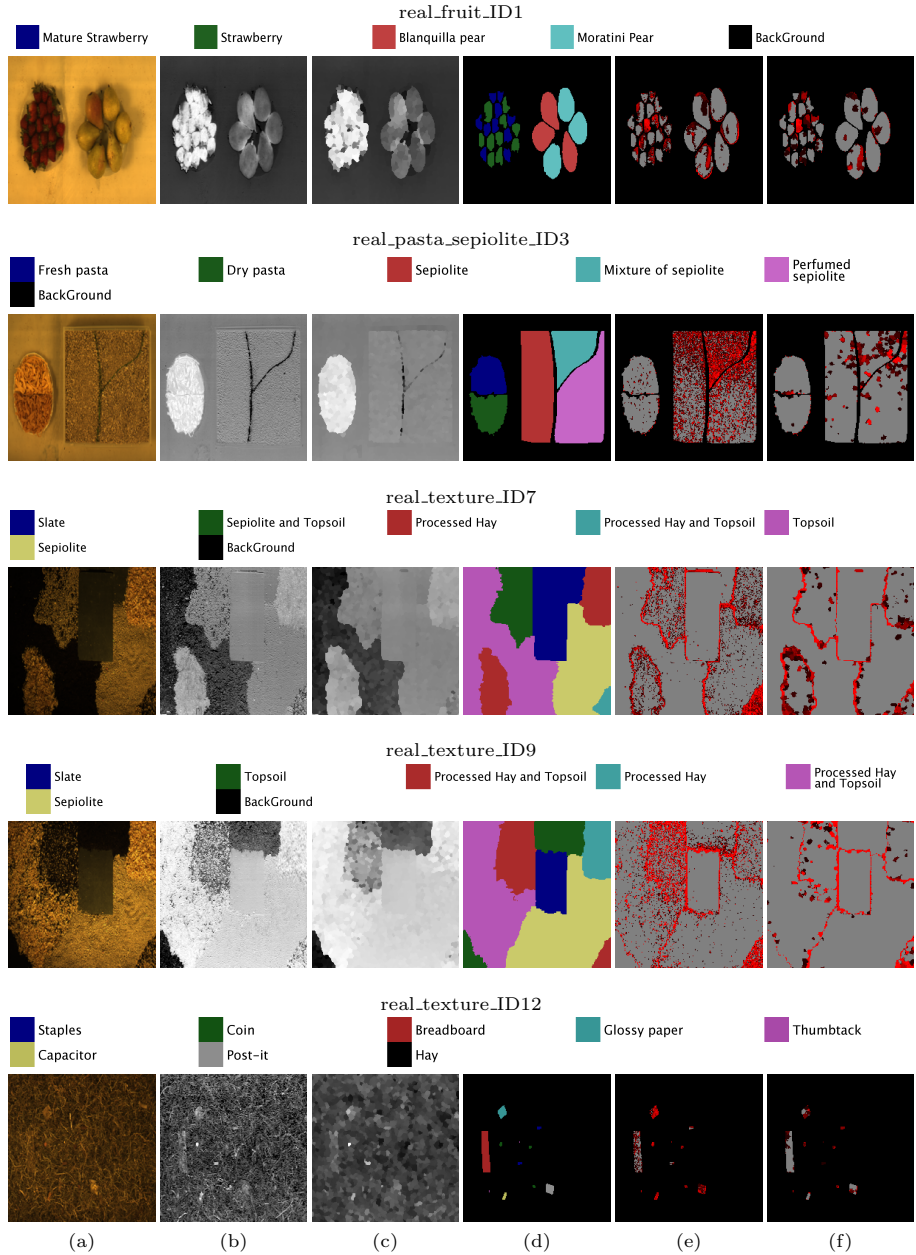 real_fruit_ID1
Mature Strawberry Strawberry Blanquilla pear Moratini Pear BackGround
real_pasta_sepiolite_ID3
Fresh pasta Dry pasta Sepiolite Mixture of sepiolite Perfumed sepiolite
BackGround
real_texture_ID7
Slate Sepiolite and Topsoil Processed Hay Processed Hay and Topsoil Topsoil
Sepiolite BackGround
real_texture_ID9
Slate Topsoil Processed Hay and Topsoil Processed Hay Processed Hay and Topsoil
Sepiolite BackGround
real_texture_ID12
Staples Coin Breadboard Glossy paper Thumbtack
Capacitor Post-it Hay
(a) (b) (c) (d) (e) (f)